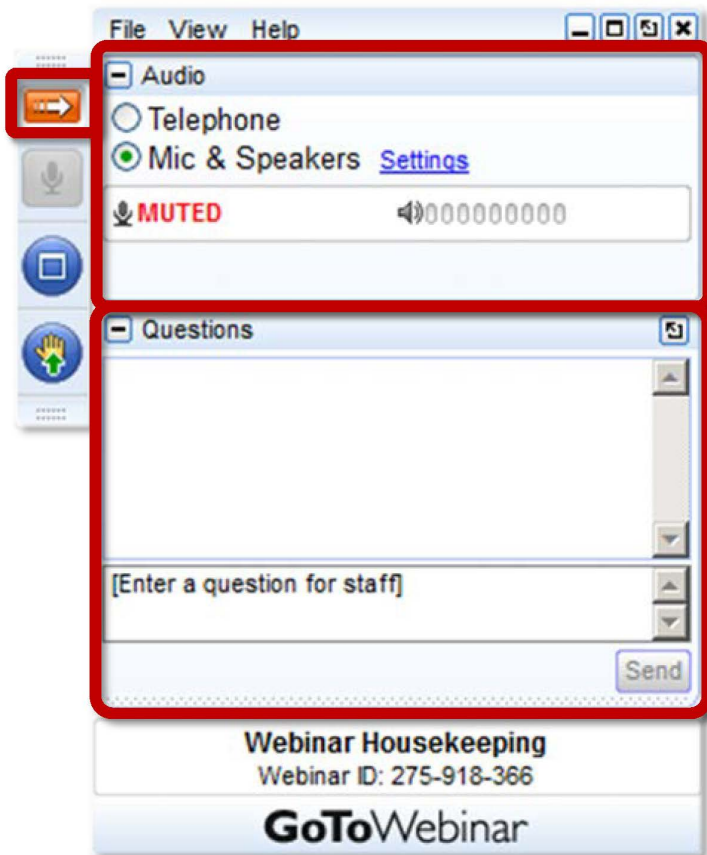 File View Help
Audio
Telephone
Mic & Speakers Settings
MUTED
Questions
[Enter a question for staff]
Send
Webinar Housekeeping
Webinar ID: 275-918-366
GoToWebinar